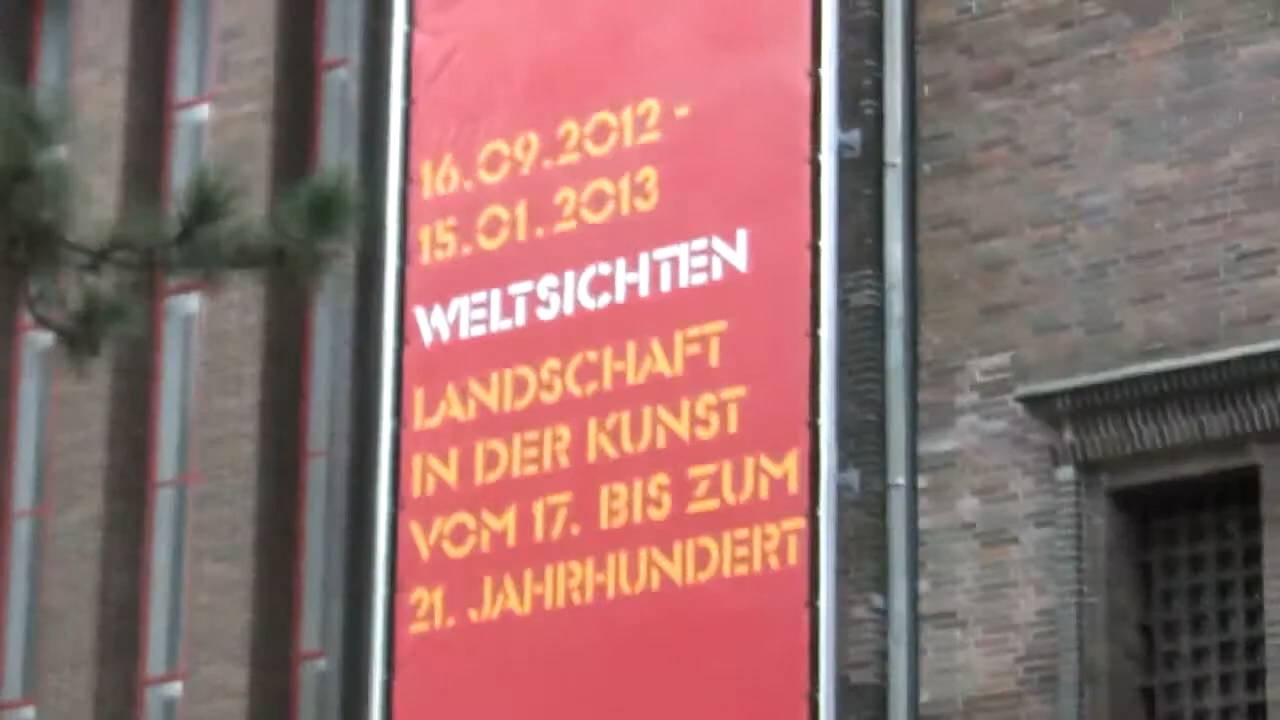 16.09.2012 -
15.01.2013
WELTSICHTEN
LANDSCHAFT
IN DER KUNST
VOM 17. BIS ZUM
21. JAHRHUNDERT